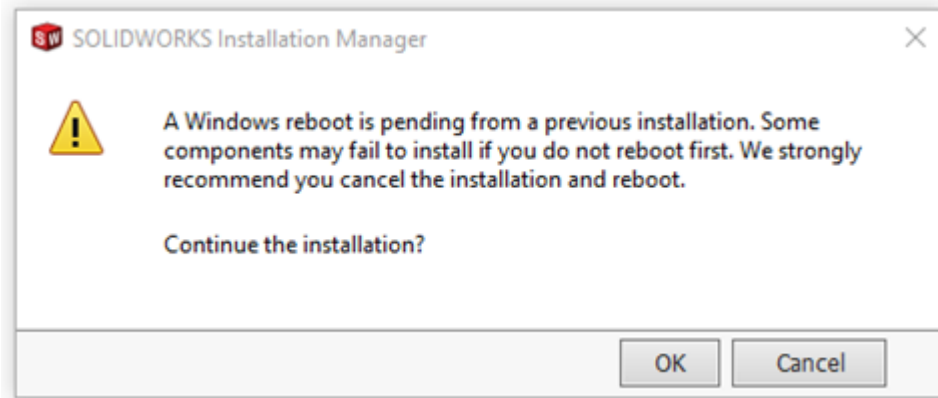 SW SOLIDWORKS Installation Manager
A Windows reboot is pending from a previous installation. Some
components may fail to install if you do not reboot first. We strongly
recommend you cancel the installation and reboot.
Continue the installation?
OK Cancel